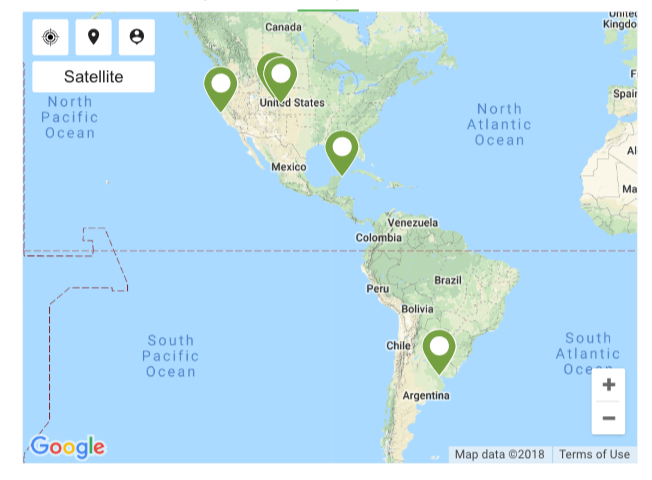 Canada
United
Kingdo
Satellite
F
United States
Spain
North
Pacific
Ocean
North
Atlantic
Ocean
Al
Mexico
Ma
Venezuela
Colombia
Brazil
Peru
Bolivia
South
Pacific
Ocean
Chile
South
Atlantic
Ocean
+
Argentina
−
Google
Map data ©2018
Terms of Use